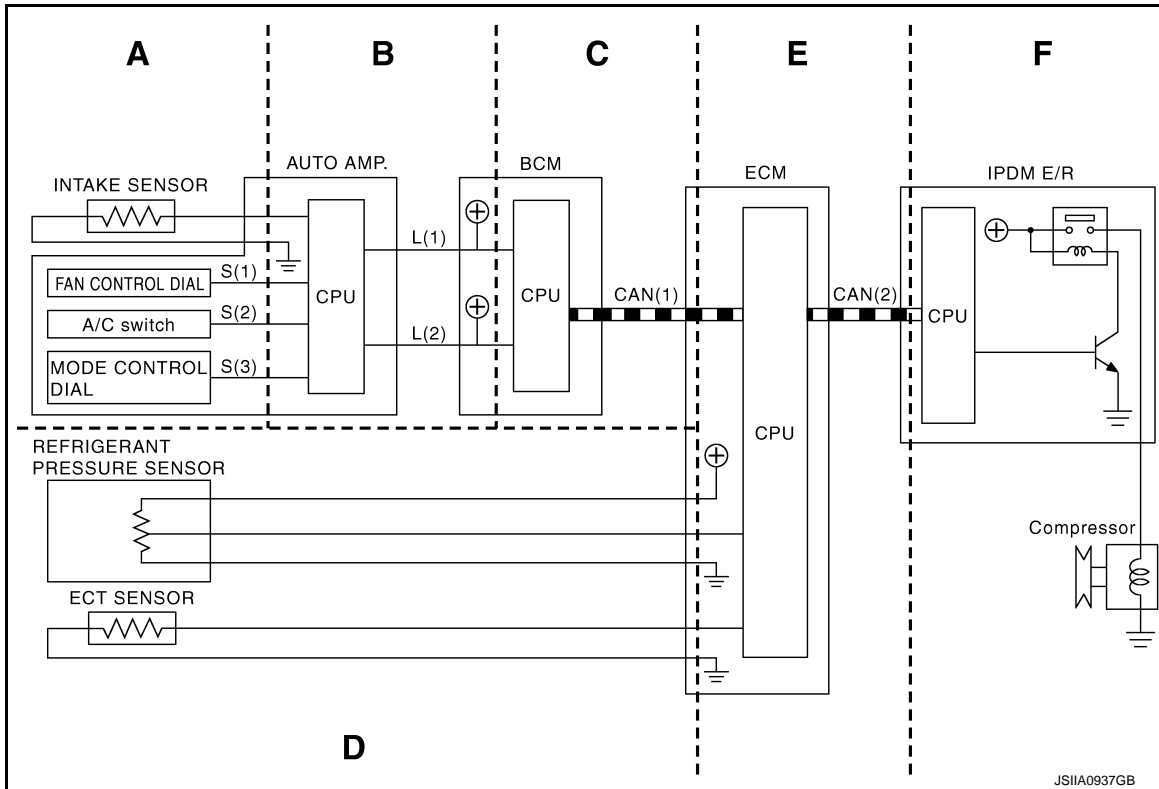 A
B
C
E
F
AUTO AMP.
BCM
ECM
IPDM E/R
INTAKE SENSOR
L(1)
S(1)
FAN CONTROL DIAL
CPU
CPU
CAN(1)
CAN(2)
CPU
S(2)
A/C switch
L(2)
S(3)
MODE CONTROL
DIAL
CPU
REFRIGERANT
PRESSURE SENSOR
Compressor
ECT SENSOR
D
JSIIA0937GB